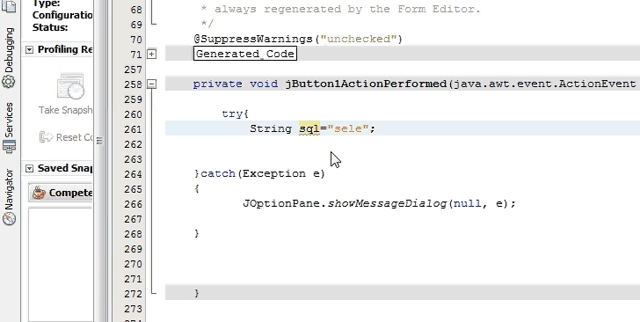 Type:
Configuration
Status:
Profiling Re
Take Snapsh
Reset Co
Saved Snap
Compete
Debugging
Services
Navigator
68 * always regenerated by the Form Editor.
69 */
70 @SuppressWarnings("unchecked")
71 Generated Code
257
258 private void jButton1ActionPerformed(java.awt.event.ActionEvent
259
260 try{
261 String sql="sele";
262
263
264 }catch(Exception e)
265 {
266 JOptionPane.showMessageDialog(null, e);
267
268 }
269
270
271
272 }
273